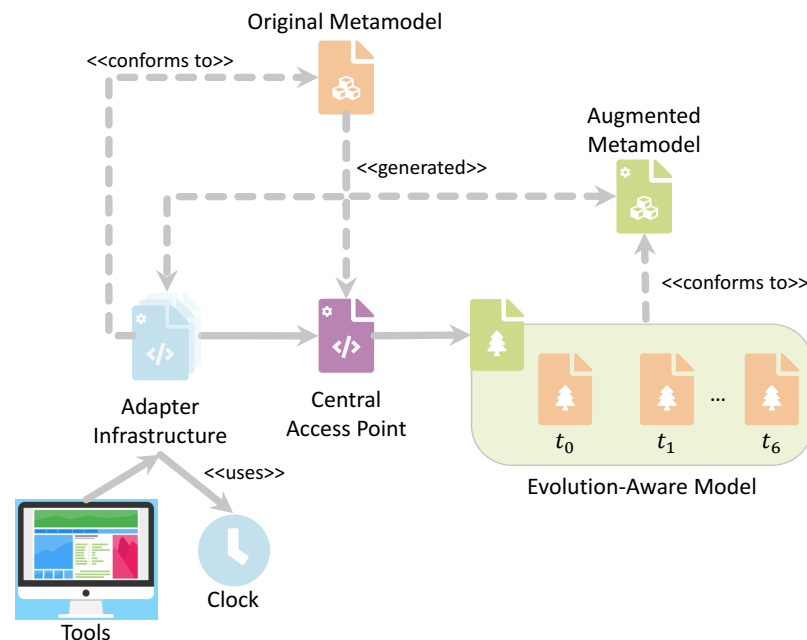 Original Metamodel
<<conforms to>>
Augmented
Metamodel
<<generated>>
<<conforms to>>
</>
</>
t₀
t₁
...
t₆
Adapter
Infrastructure
Central
Access Point
Evolution-Aware Model
<<uses>>
Clock
Tools